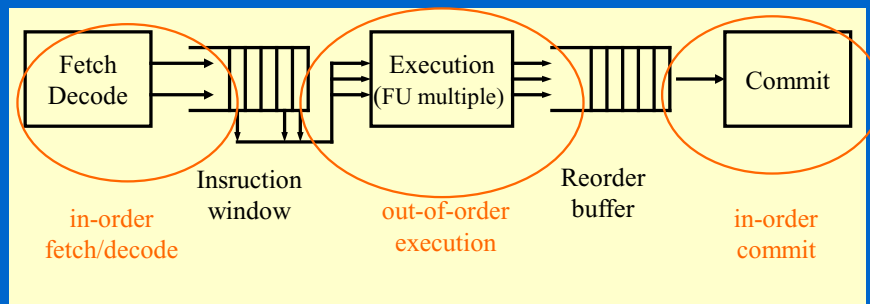 Fetch
Decode
Execution
(FU multiple)
Commit
Insruction
window
Reorder
buffer
in-order
fetch/decode
out-of-order
execution
in-order
commit